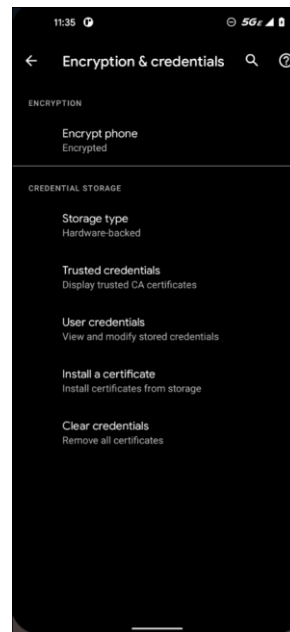 11:35 5GE
Encryption & credentials
ENCRYPTION
Encrypt phone
Encrypted
CREDENTIAL STORAGE
Storage type
Hardware-backed
Trusted credentials
Display trusted CA certificates
User credentials
View and modify stored credentials
Install a certificate
Install certificates from storage
Clear credentials
Remove all certificates